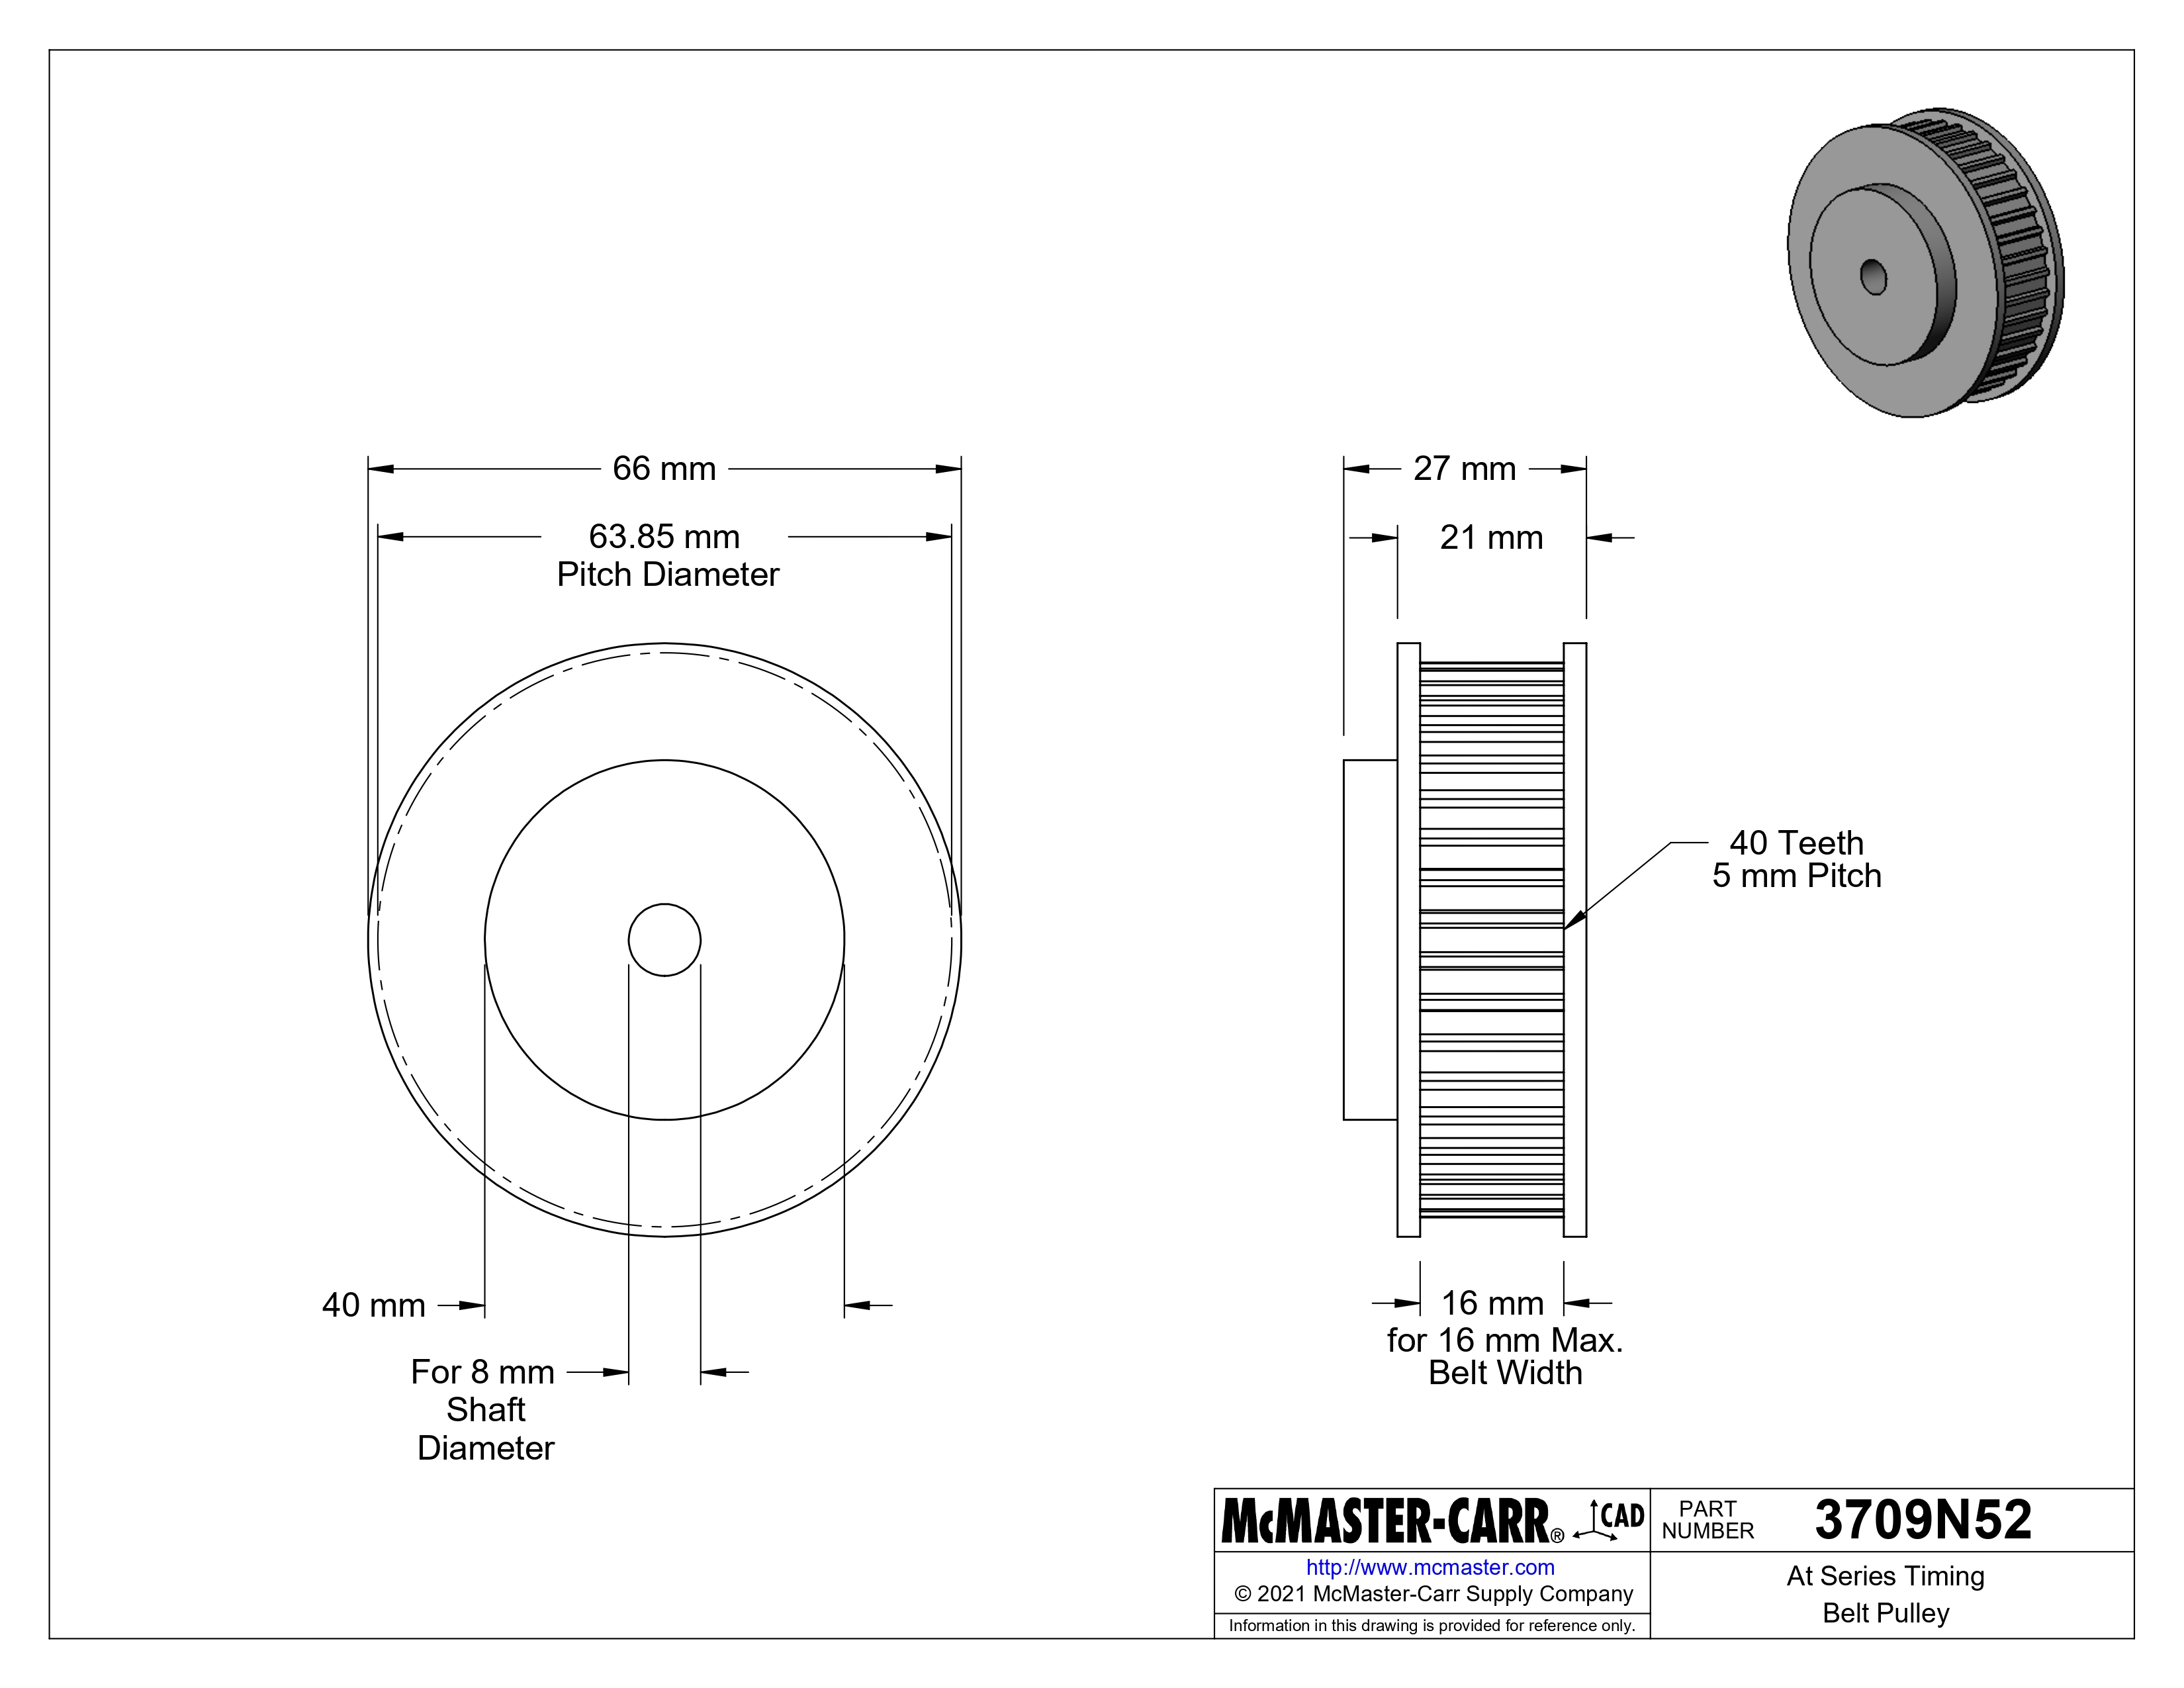 66 mm
63.85 mm
Pitch Diameter
27 mm
21 mm
40 Teeth
5 mm Pitch
40 mm
For 8 mm
Shaft
Diameter
16 mm
for 16 mm Max.
Belt Width
McMASTER-CARR® CAD
http://www.mcmaster.com
© 2021 McMaster-Carr Supply Company
Information in this drawing is provided for reference only.
PART
NUMBER
3709N52
At Series Timing
Belt Pulley